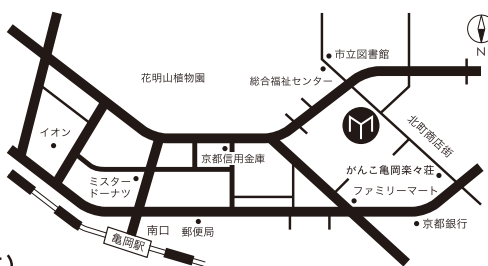 市立図書館
花明山植物園
総合福祉センター
N
北町商店街
イオン
京都信用金庫
がんこ亀岡楽々荘
ミスター
ドーナツ
ファミリーマート
南口
郵便局
京都銀行
亀岡駅